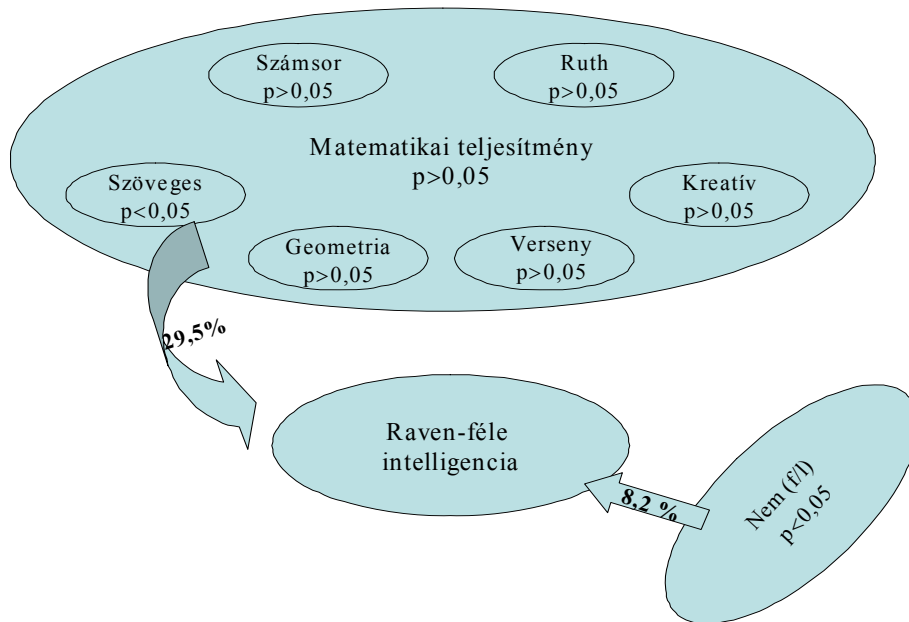 Számsor
p>0,05
Ruth
p>0,05
Matematikai teljesítmény
p>0,05
Szöveges
p<0,05
Kreatív
p>0,05
Geometria
p>0,05
Verseny
p>0,05
29,5%
Raven-féle
intelligencia
8,2 %
Nem (f/l)
p<0,05